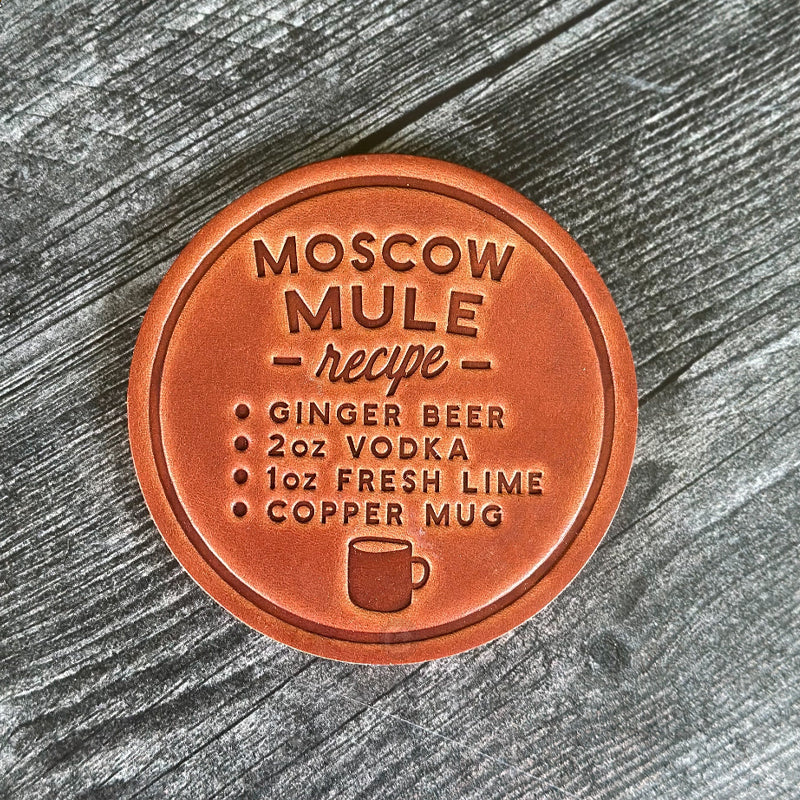 MOSCOW
MULE
– recipe –
• GINGER BEER
• 2oz VODKA
• 1oz FRESH LIME
• COPPER MUG